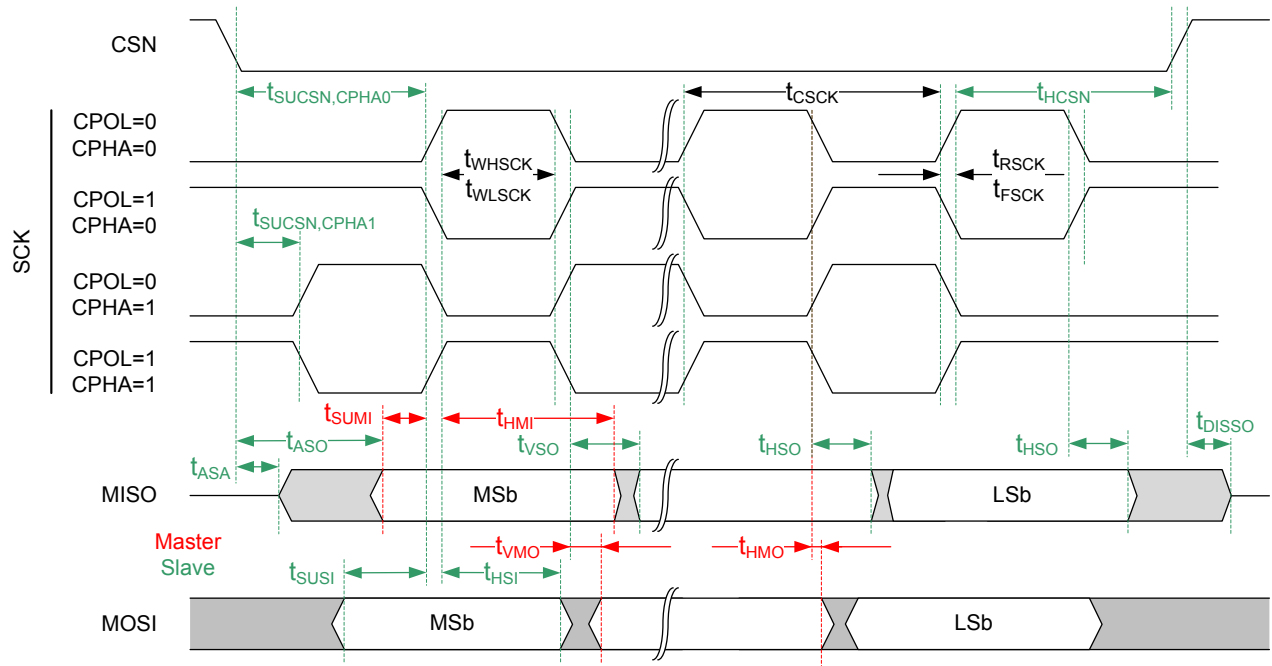 CSN
tSUCSN,CPHA0
tCSCK
tHCSN
CPOL=0
CPHA=0
tWHSCK
tRSCK
CPOL=1
CPHA=0
tWLSCK
tFSCK
tSUCSN,CPHA1
SCK
CPOL=0
CPHA=1
CPOL=1
CPHA=1
tSUMI
tHMI
tASO
tVSO
tHSO
tHSO
tDISSO
tASA
MISO
MSb
LSb
Master
Slave
tVMO
tHMO
tSUSI
tHSI
MOSI
MSb
LSb